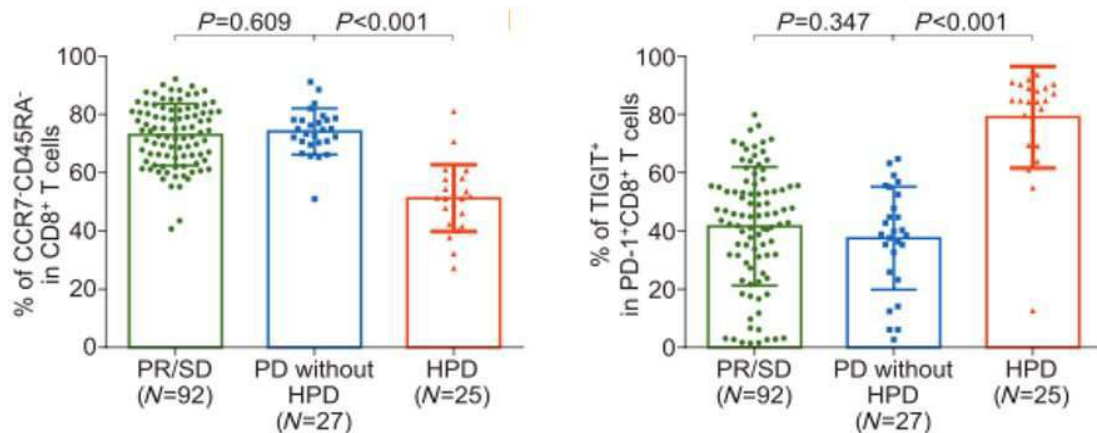 P=0.609 P<0.001
% of CCR7-CD45RA-
in CD8+ T cells
100
80
60
40
20
0
PR/SD
(N=92)
PD without
HPD
(N=27)
HPD
(N=25)
P=0.347 P<0.001
% of TIGIT+
in PD-1+CD8+ T cells
100
80
60
40
20
0
PR/SD
(N=92)
PD without
HPD
(N=27)
HPD
(N=25)